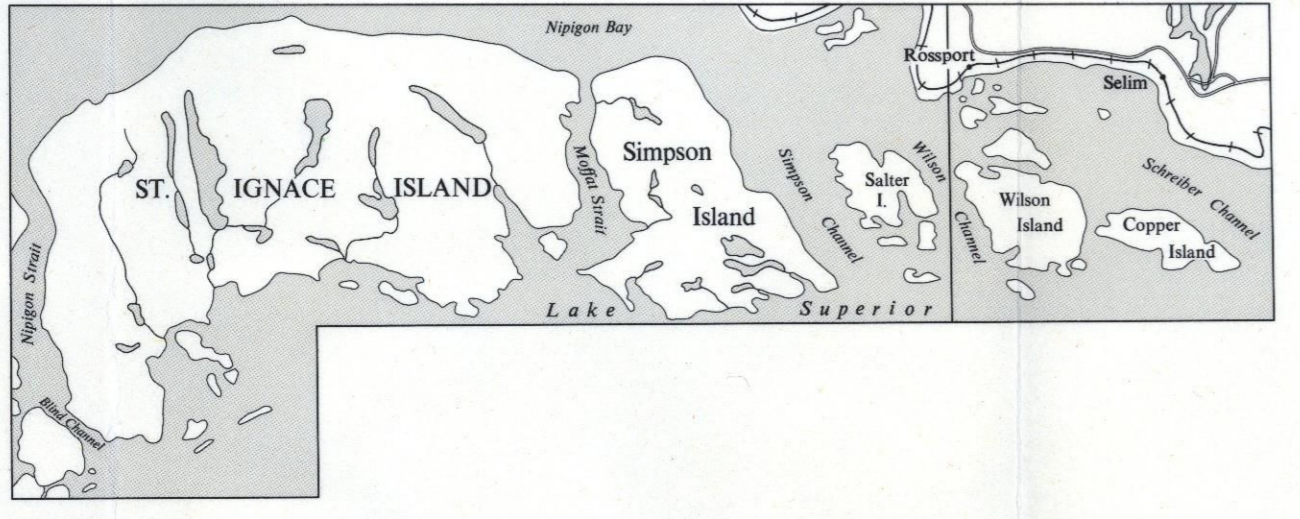 Nipigon Bay
Rossport
Selim
ST. IGNACE ISLAND
Simpson
Island
Moffat Strait
Simpson
Channel
Salter
I.
Wilson
Channel
Wilson
Island
Copper
Island
Schreiber Channel
Nipigon Strait
Blind Channel
Lake Superior